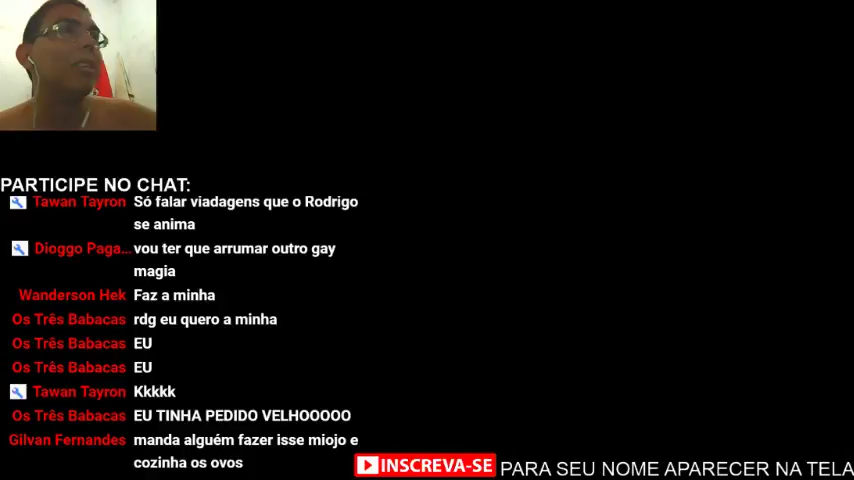 PARTICIPE NO CHAT:
Tawan Tayron Só falar viadagens que o Rodrigo
se anima
Dioggo Paga... vou ter que arrumar outro gay
magia
Wanderson Hek Faz a minha
Os Três Babacas rdg eu quero a minha
Os Três Babacas EU
Os Três Babacas EU
Tawan Tayron Kkkkk
Os Três Babacas EU TINHA PEDIDO VELHOOOOO
Gilvan Fernandes manda alguém fazer isse miojo e
cozinha os ovos
INSCREVA-SE PARA SEU NOME APARECER NA TELA